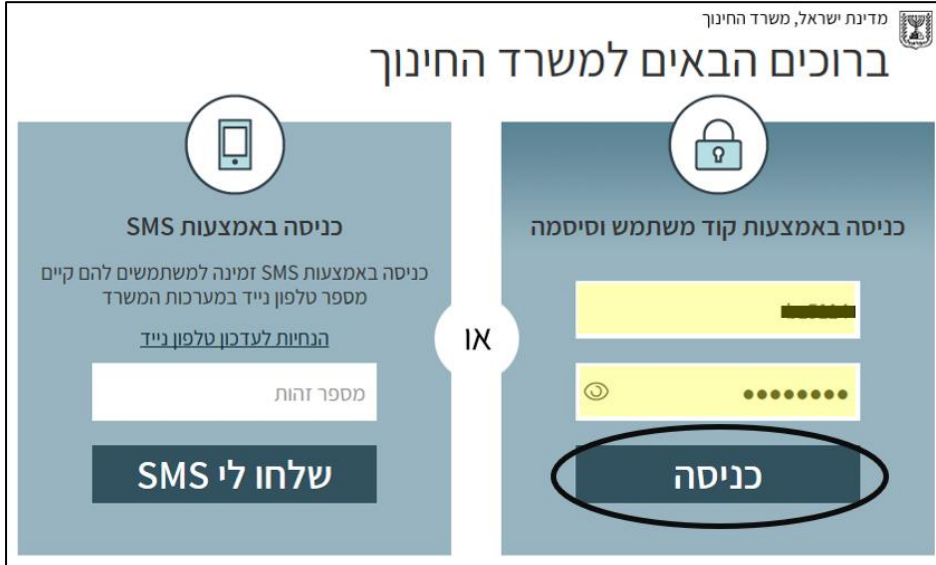 מדינת ישראל, משרד החינוך
ברוכים הבאים למשרד החינוך
כניסה באמצעות קוד משתמש וסיסמה
כניסה
או
כניסה באמצעות SMS
כניסה באמצעות SMS זמינה למשתמשים להם קיים
מספר טלפון נייד במערכות המשרד
הנחיות לעדכון טלפון נייד
מספר זהות
שלחו לי SMS